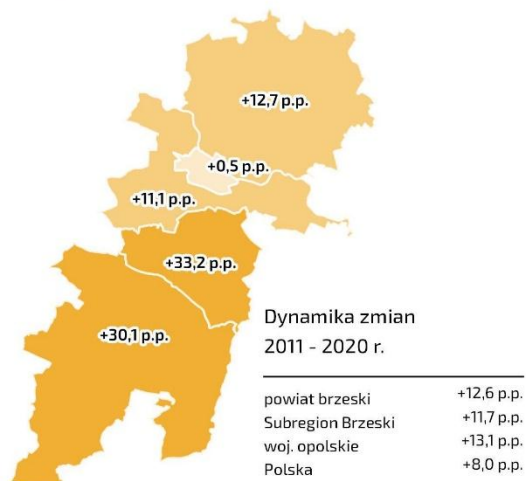 +12,7 p.p.
+0,5 p.p.
+11,1 p.p.
+33,2 p.p.
+30,1 p.p.
Dynamika zmian
2011 - 2020 r.
powiat brzeski +12,6 p.p.
Subregion Brzeski +11,7 p.p.
woj. opolskie +13,1 p.p.
Polska +8,0 p.p.